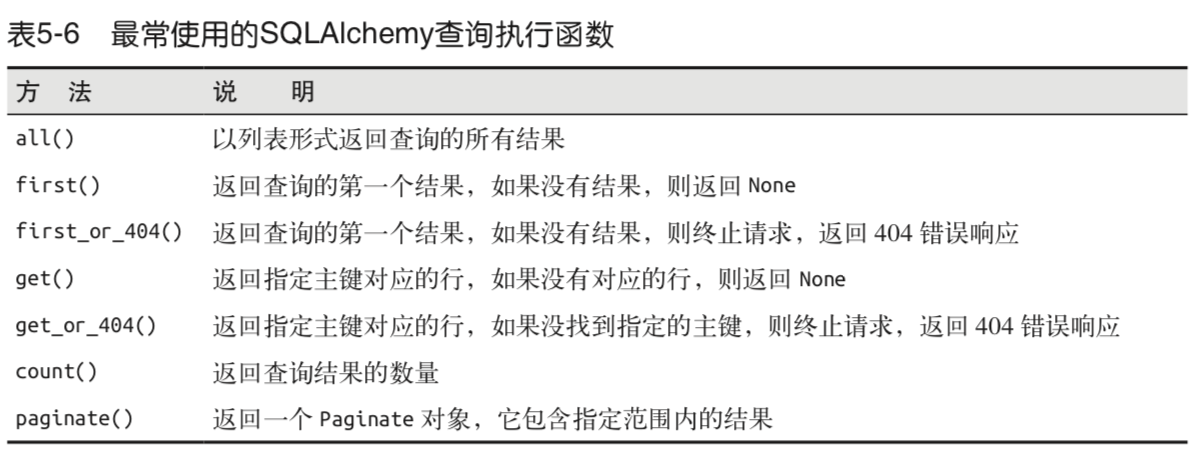 表5-6 最常使用的SQLAlchemy查询执行函数
方 法 说 明
all() 以列表形式返回查询的所有结果
first() 返回查询的第一个结果，如果没有结果，则返回 None
first_or_404() 返回查询的第一个结果，如果没有结果，则终止请求，返回 404 错误响应
get() 返回指定主键对应的行，如果没有对应的行，则返回 None
get_or_404() 返回指定主键对应的行，如果没找到指定的主键，则终止请求，返回 404 错误响应
count() 返回查询结果的数量
paginate() 返回一个 Paginate 对象，它包含指定范围内的结果